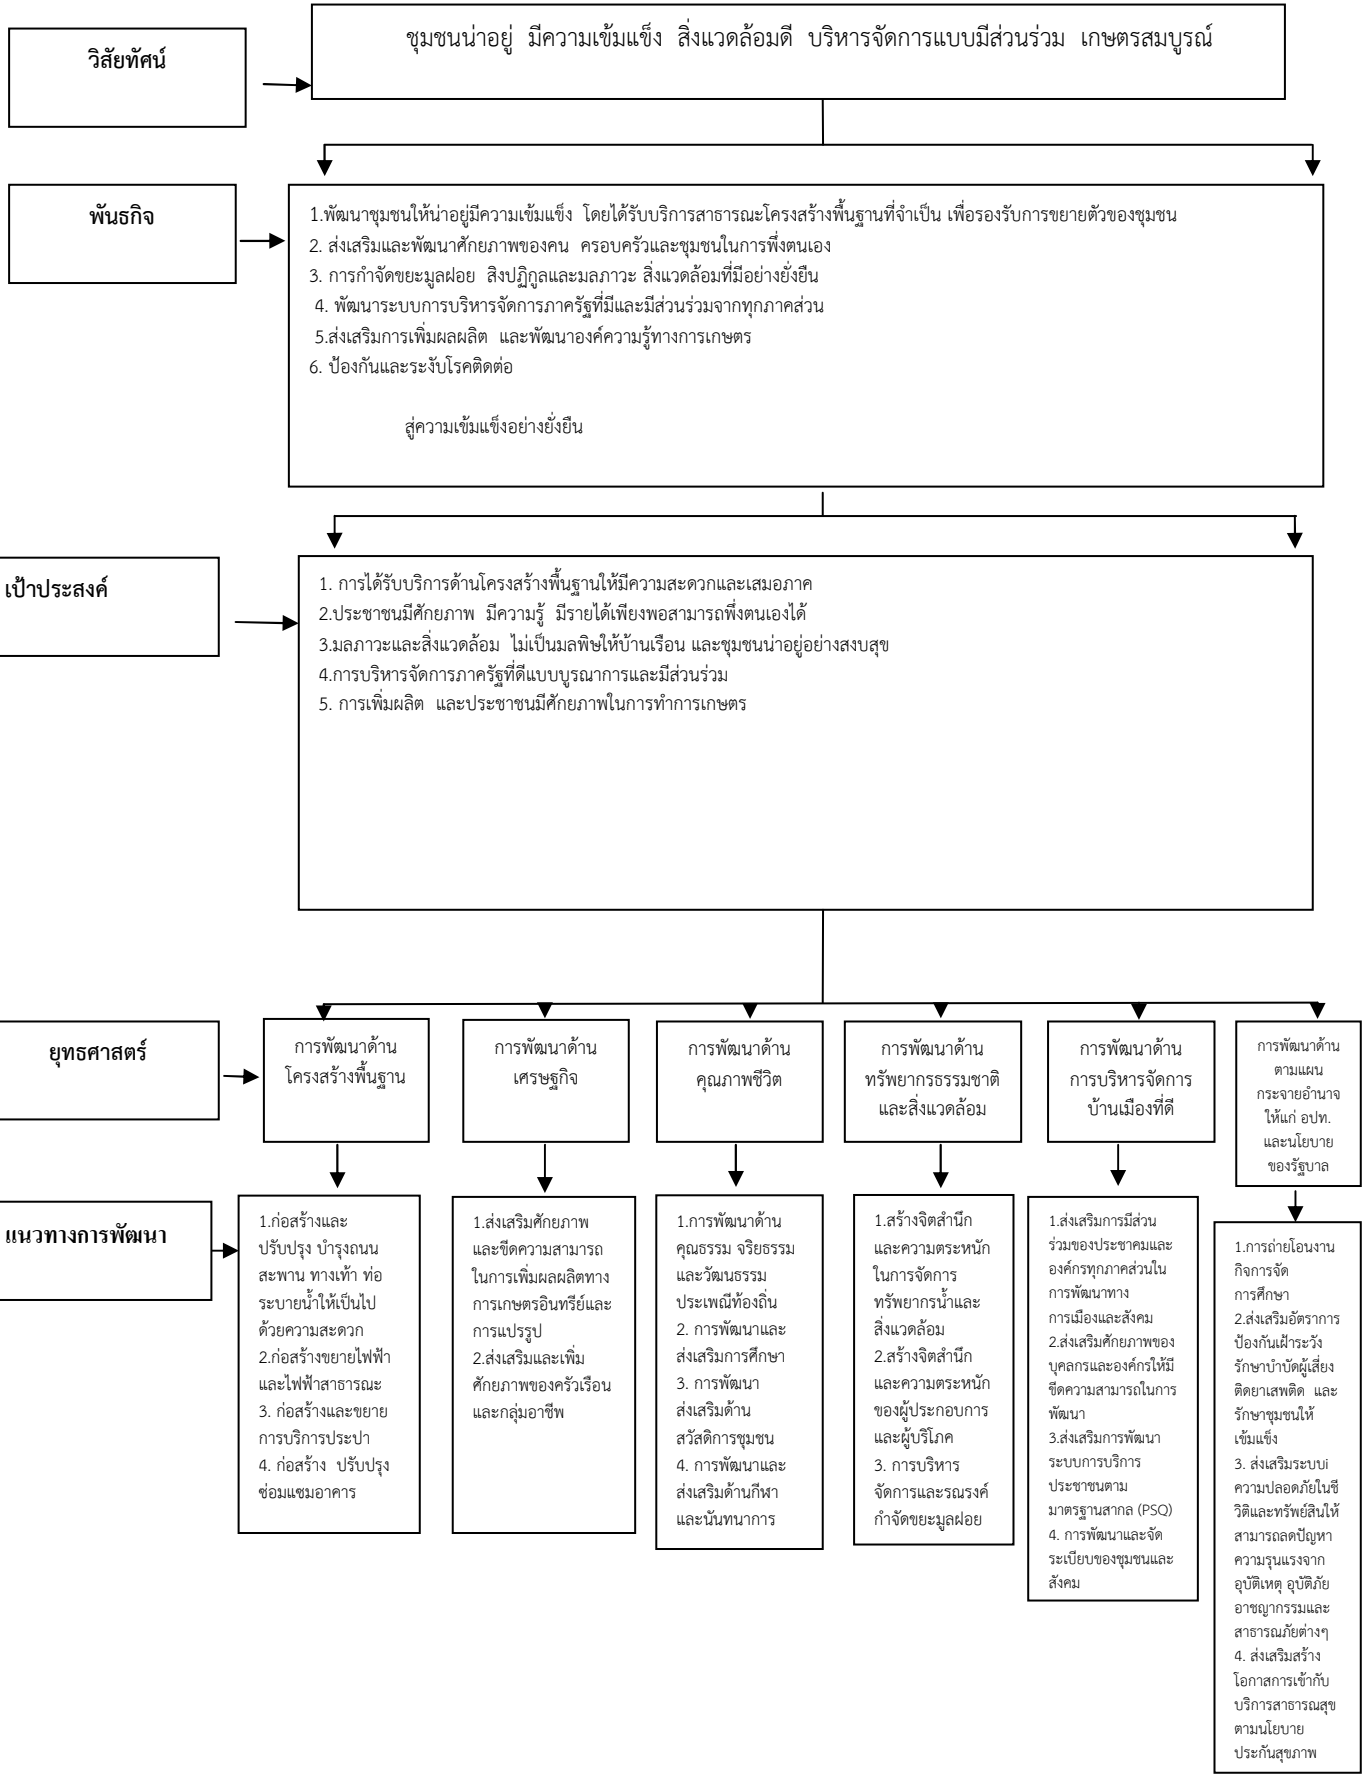 วิสัยทัศน์
ชุมชนน่าอยู่ มีความเข้มแข็ง สิ่งแวดล้อมดี บริหารจัดการแบบมีส่วนร่วม เกษตรสมบูรณ์
พันธกิจ
1.พัฒนาชุมชนให้น่าอยู่มีความเข้มแข็ง โดยได้รับบริการสาธารณะโครงสร้างพื้นฐานที่จำเป็น เพื่อรองรับการขยายตัวของชุมชน
2. ส่งเสริมและพัฒนาศักยภาพของคน ครอบครัวและชุมชนในการพึ่งตนเอง
3. การกำจัดขยะมูลฝอย สิงปฏิกูลและมลภาวะ สิ่งแวดล้อมที่มีอย่างยั่งยืน
4. พัฒนาระบบการบริหารจัดการภาครัฐที่มีและมีส่วนร่วมจากทุกภาคส่วน
5.ส่งเสริมการเพิ่มผลผลิต และพัฒนาองค์ความรู้ทางการเกษตร
6. ป้องกันและระงับโรคติดต่อ
สู่ความเข้มแข็งอย่างยั่งยืน
เป้าประสงค์
1. การได้รับบริการด้านโครงสร้างพื้นฐานให้มีความสะดวกและเสมอภาค
2.ประชาชนมีศักยภาพ มีความรู้ มีรายได้เพียงพอสามารถพึ่งตนเองได้
3.มลภาวะและสิ่งแวดล้อม ไม่เป็นมลพิษให้บ้านเรือน และชุมชนน่าอยู่อย่างสงบสุข
4.การบริหารจัดการภาครัฐที่ดีแบบบูรณาการและมีส่วนร่วม
5. การเพิ่มผลิต และประชาชนมีศักยภาพในการทำการเกษตร
ยุทธศาสตร์
การพัฒนาด้าน
โครงสร้างพื้นฐาน
การพัฒนาด้าน
เศรษฐกิจ
การพัฒนาด้าน
คุณภาพชีวิต
การพัฒนาด้าน
ทรัพยากรธรรมชาติ
และสิ่งแวดล้อม
การพัฒนาด้าน
การบริหารจัดการ
บ้านเมืองที่ดี
การพัฒนาด้าน
ตามแผน
กระจายอำนาจ
ให้แก่ อปท.
และนโยบาย
ของรัฐบาล
แนวทางการพัฒนา
1.ก่อสร้างและ
ปรับปรุง บำรุงถนน
สะพาน ทางเท้า ท่อ
ระบายน้ำให้เป็นไป
ด้วยความสะดวก
2.ก่อสร้างขยายไฟฟ้า
และไฟฟ้าสาธารณะ
3. ก่อสร้างและขยาย
การบริการประปา
4. ก่อสร้าง ปรับปรุง
ซ่อมแซมอาคาร
1.ส่งเสริมศักยภาพ
และขีดความสามารถ
ในการเพิ่มผลผลิตทาง
การเกษตรอินทรีย์และ
การแปรรูป
2.ส่งเสริมและเพิ่ม
ศักยภาพของครัวเรือน
และกลุ่มอาชีพ
1.การพัฒนาด้าน
คุณธรรม จริยธรรม
และวัฒนธรรม
ประเพณีท้องถิ่น
2. การพัฒนาและ
ส่งเสริมการศึกษา
3. การพัฒนา
ส่งเสริมด้าน
สวัสดิการชุมชน
4. การพัฒนาและ
ส่งเสริมด้านกีฬา
และนันทนาการ
1.สร้างจิตสำนึก
และความตระหนัก
ในการจัดการ
ทรัพยากรน้ำและ
สิ่งแวดล้อม
2.สร้างจิตสำนึก
และความตระหนัก
ของผู้ประกอบการ
และผู้บริโภค
3. การบริหาร
จัดการและรณรงค์
กำจัดขยะมูลฝอย
1.ส่งเสริมการมีส่วน
ร่วมของประชาคมและ
องค์กรทุกภาคส่วนใน
การพัฒนาทาง
การเมืองและสังคม
2.ส่งเสริมศักยภาพของ
บุคลกรและองค์กรให้มี
ขีดความสามารถในการ
พัฒนา
3.ส่งเสริมการพัฒนา
ระบบการบริการ
ประชาชนตาม
มาตรฐานสากล (PSQ)
4. การพัฒนาและจัด
ระเบียบของชุมชนและ
สังคม
1.การถ่ายโอนงาน
กิจการจัด
การศึกษา
2.ส่งเสริมอัตราการ
ป้องกันเฝ้าระวัง
รักษาบำบัดผู้เสี่ยง
ติดยาเสพติด และ
รักษาชุมชนให้
เข้มแข็ง
3. ส่งเสริมระบบi
ความปลอดภัยในชี
วิติและทรัพย์สินให้
สามารถลดปัญหา
ความรุนแรงจาก
อุบัติเหตุ อุบัติภัย
อาชญากรรมและ
สาธารณภัยต่างๆ
4. ส่งเสริมสร้าง
โอกาสการเข้ากับ
บริการสาธารณสุข
ตามนโยบาย
ประกันสุขภาพ